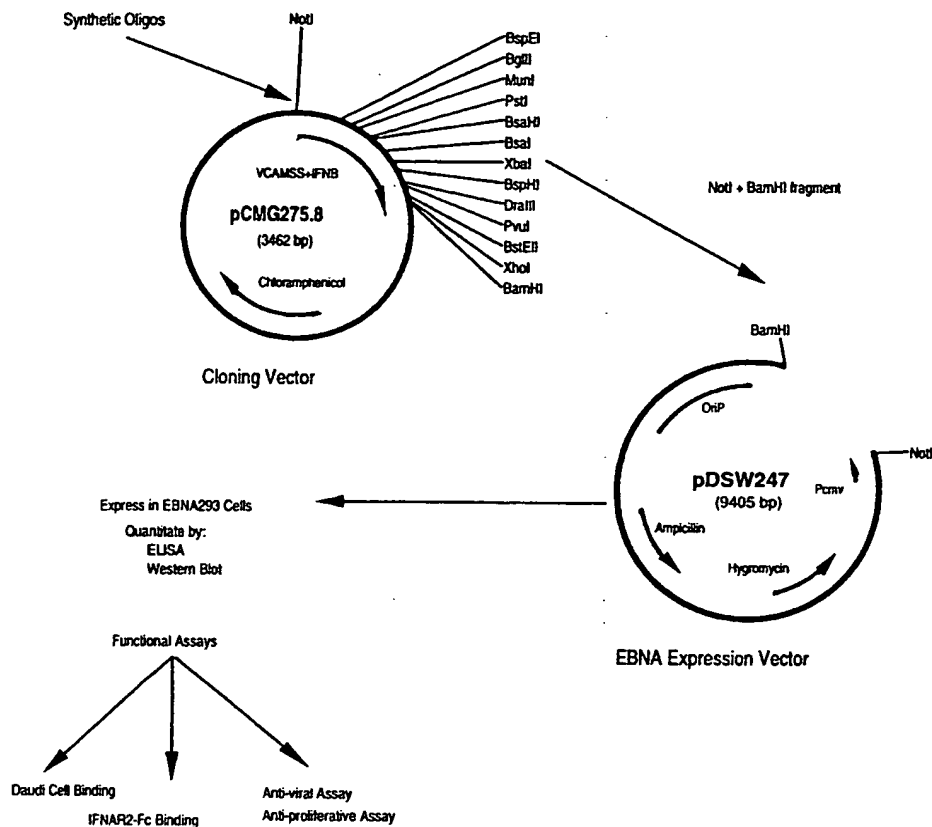 Synthetic Oligos
NotI
BspEI
BglII
MunI
PstI
BsaHI
BsaI
XbaI
BspHI
DraIII
PvuI
BstEII
XhoI
BamHI
VCAMSS+IFNB
pCMG275.8
(3462 bp)
Chloramphenicol
Cloning Vector
NotI + BamHI fragment
BamHI
OriP
NotI
pDSW247
(9405 bp)
Pcmv
Ampicillin
Hygromycin
EBNA Expression Vector
Express in EBNA293 Cells
Quantitate by:
ELISA
Western Blot
Functional Assays
Daudi Cell Binding
IFNAR2-Fc Binding
Anti-viral Assay
Anti-proliferative Assay